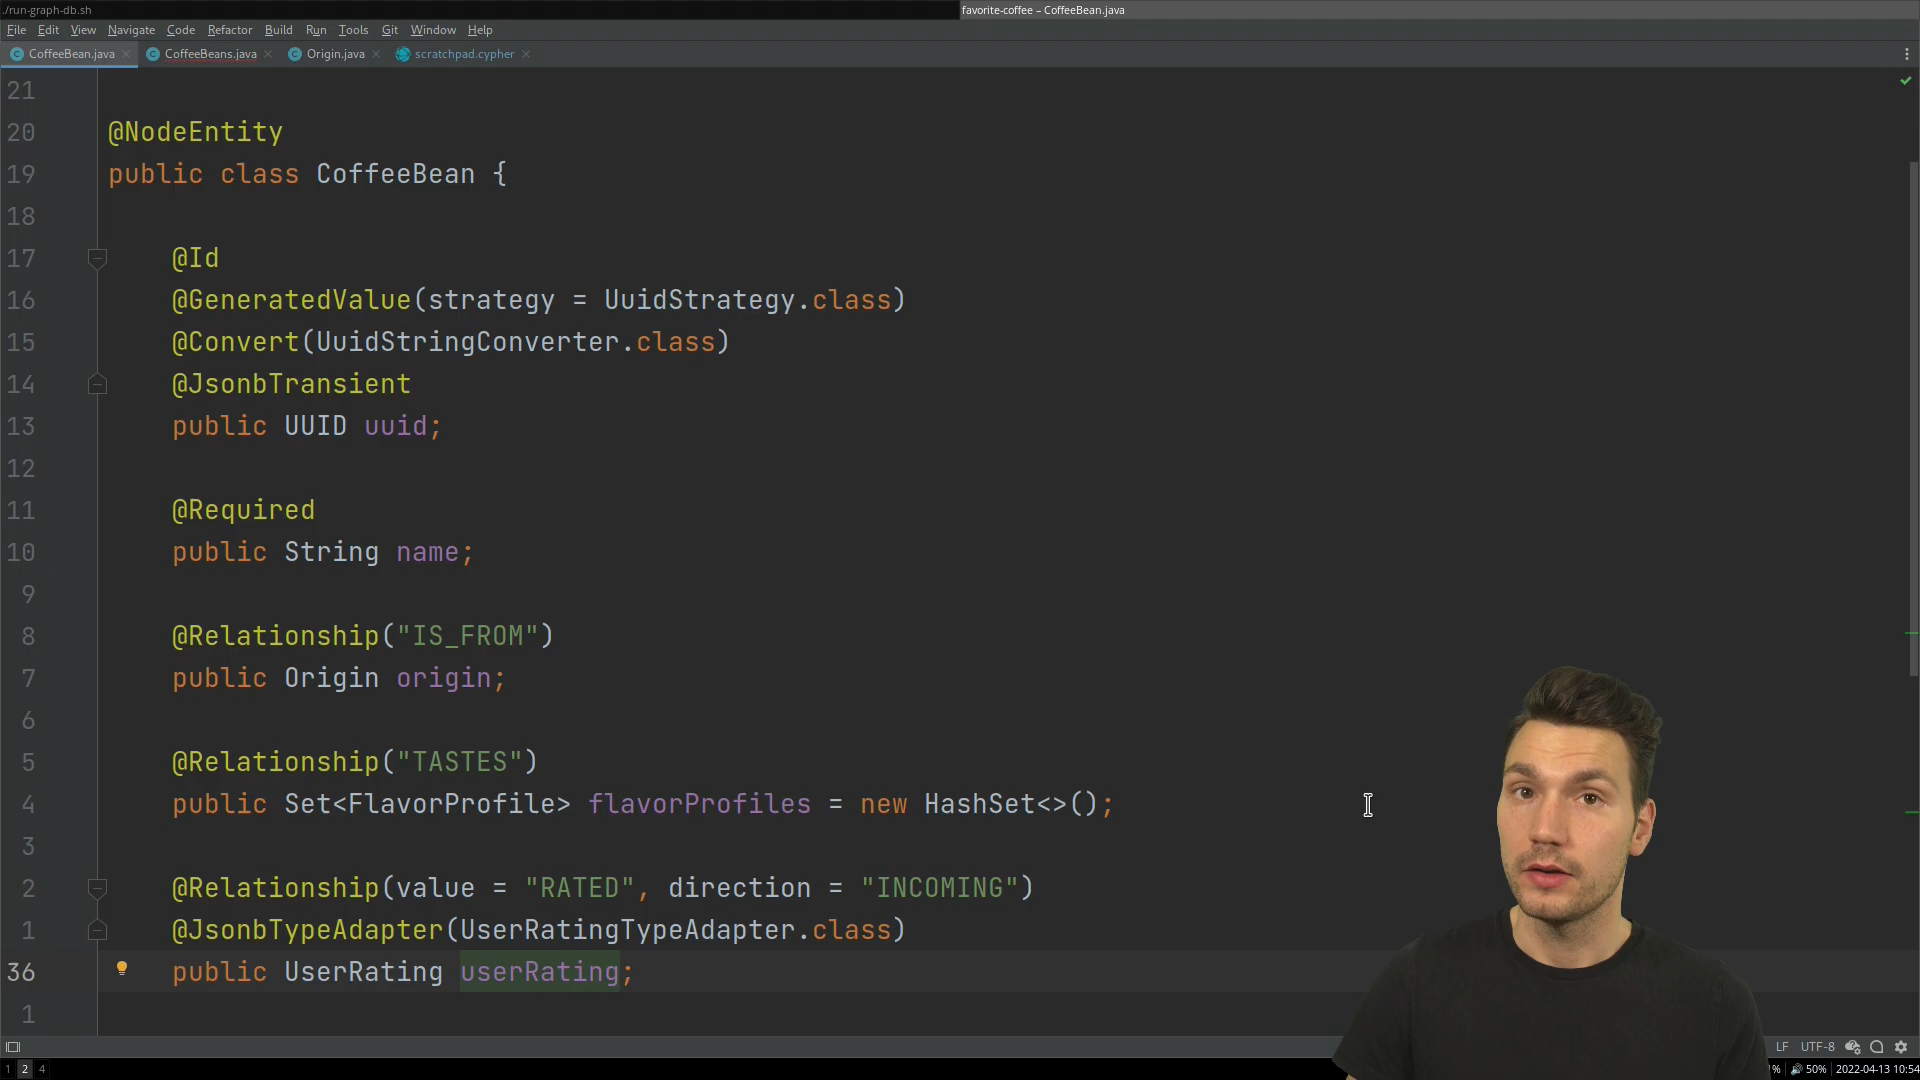 ./run-graph-db.sh
favorite-coffee – CoffeeBean.java
File Edit View Navigate Code Refactor Build Run Tools Git Window Help
CoffeeBean.java CoffeeBeans.java Origin.java scratchpad.cypher
21
20 @NodeEntity
19 public class CoffeeBean {
18
17 @Id
16 @GeneratedValue(strategy = UuidStrategy.class)
15 @Convert(UuidStringConverter.class)
14 @JsonbTransient
13 public UUID uuid;
12
11 @Required
10 public String name;
9
8 @Relationship("IS_FROM")
7 public Origin origin;
6
5 @Relationship("TASTES")
4 public Set<FlavorProfile> flavorProfiles = new HashSet<>();
3
2 @Relationship(value = "RATED", direction = "INCOMING")
1 @JsonbTypeAdapter(UserRatingTypeAdapter.class)
36 public UserRating userRating;
1
LF UTF-8
1 2 4
% 50% 2022-04-13 10:54